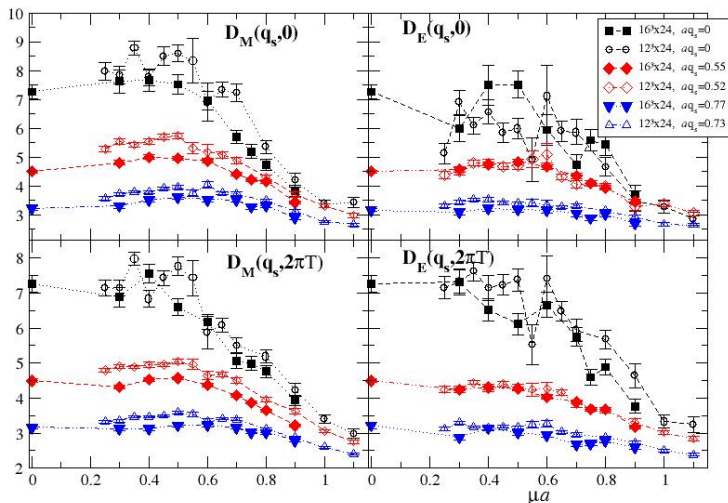 D_M(q_s,0)
D_E(q_s,0)
16³x24, aq_s=0
12³x24, aq_s=0
16³x24, aq_s=0.55
12³x24, aq_s=0.52
16³x24, aq_s=0.77
12³x24, aq_s=0.73
10
9
8
7
6
5
4
3
D_M(q_s,2πT)
D_E(q_s,2πT)
8
7
6
5
4
3
2
0 0.2 0.4 0.6 0.8 1 0 0.2 0.4 0.6 0.8 1
μa